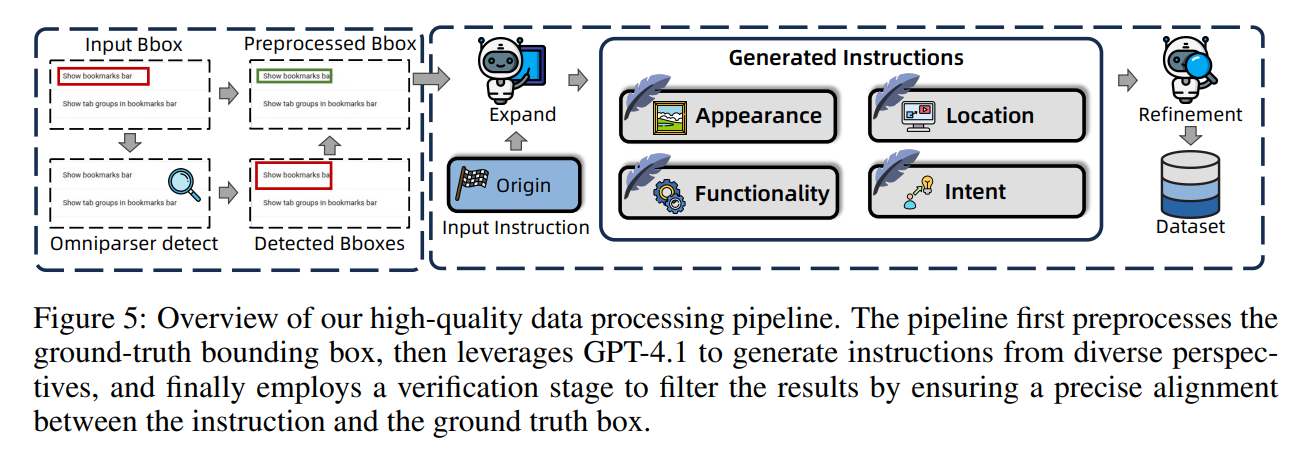 Input Bbox
Show bookmarks bar
Show tab groups in bookmarks bar
Preprocessed Bbox
Show bookmarks ba
Show tab groups in bookmarks bar
Show bookmarks bar
Show tab groups in bookmarks bar
Omniparser detect
Show bookmarks ba
Show tab groups in bookmarks bar
Detected Bboxes
Expand
Origin
Input Instruction
Generated Instructions
Appearance
Location
Functionality
Intent
Refinement
Dataset
Figure 5: Overview of our high-quality data processing pipeline. The pipeline first preprocesses the
ground-truth bounding box, then leverages GPT-4.1 to generate instructions from diverse perspec-
tives, and finally employs a verification stage to filter the results by ensuring a precise alignment
between the instruction and the ground truth box.